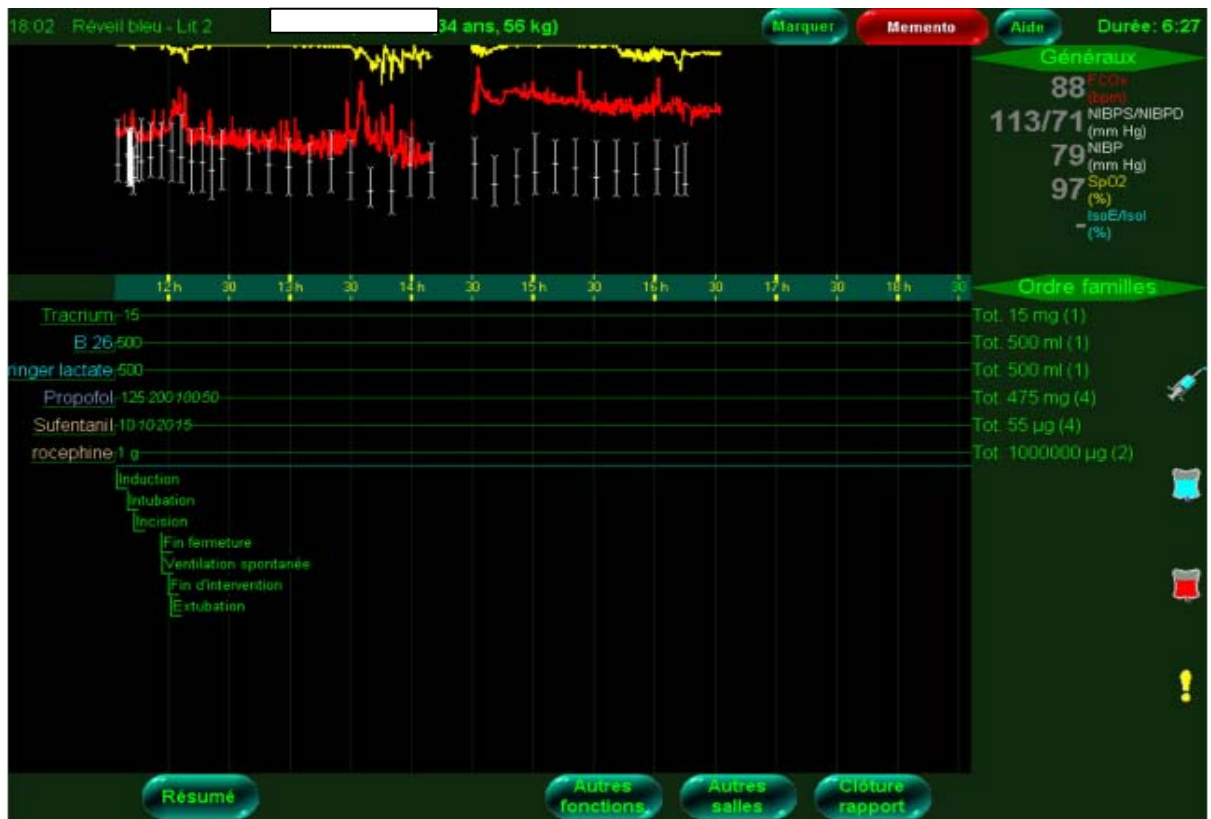 18:02 Réveil bleu - Lit 2 34 ans, 56 kg) Marquer Memento Aide Durée: 6:27
Généraux
88 FCOx (bpm)
113/71 NIBPS/NIBPD (mm Hg)
79 NIBP (mm Hg)
97 SpO2 (%)
- IsoE/IsoI (%)
12h 30 13h 30 14h 30 15h 30 16h 30 17h 30 18h 30
Ordre familles
Tracrium 15 Tot. 15 mg (1)
B 26 500 Tot. 500 ml (1)
ringer lactate 500 Tot. 500 ml (1)
Propofol 125 200 100 50 Tot. 475 mg (4)
Sufentanil 10 10 20 15 Tot. 55 µg (4)
rocephine 1 g Tot. 1000000 µg (2)
Induction
Intubation
Incision
Fin fermeture
Ventilation spontanée
Fin d'intervention
Extubation
Résumé
Autres fonctions
Autres salles
Clôture rapport